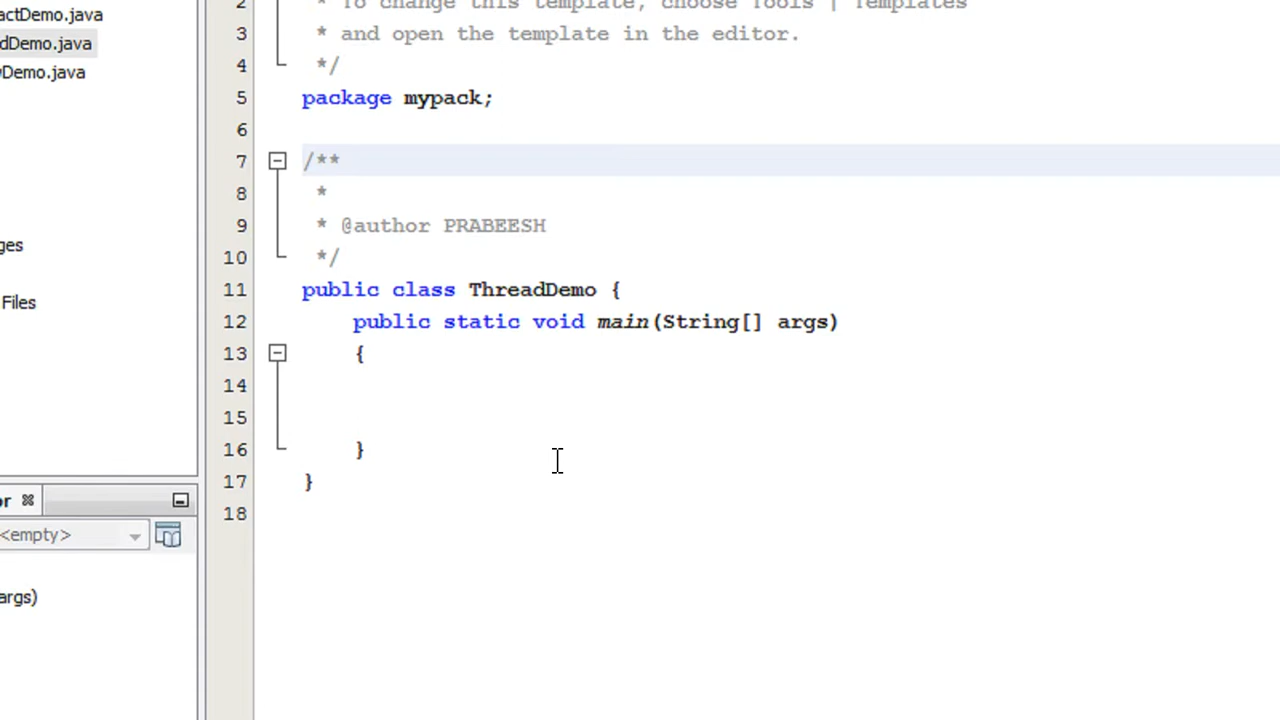 actDemo.java
dDemo.java
Demo.java
ges
Files
or
<empty>
args)
2 * To change this template, choose Tools | Templates
3 * and open the template in the editor.
4 */
5 package mypack;
6
7 /**
8 *
9 * @author PRABEESH
10 */
11 public class ThreadDemo {
12 public static void main(String[] args)
13 {
14
15
16 }
17 }
18